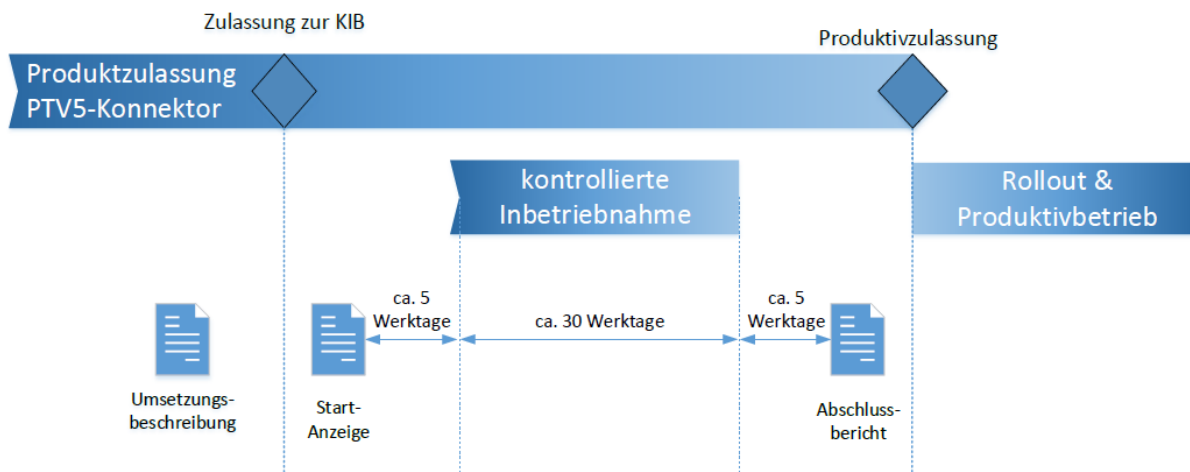 Zulassung zur KIB
Produktivzulassung
Produktzulassung
PTV5-Konnektor
kontrollierte
Inbetriebnahme
Rollout &
Produktivbetrieb
ca. 5
Werktage
ca. 30 Werktage
ca. 5
Werktage
Umsetzungs-
beschreibung
Start-
Anzeige
Abschluss-
bericht